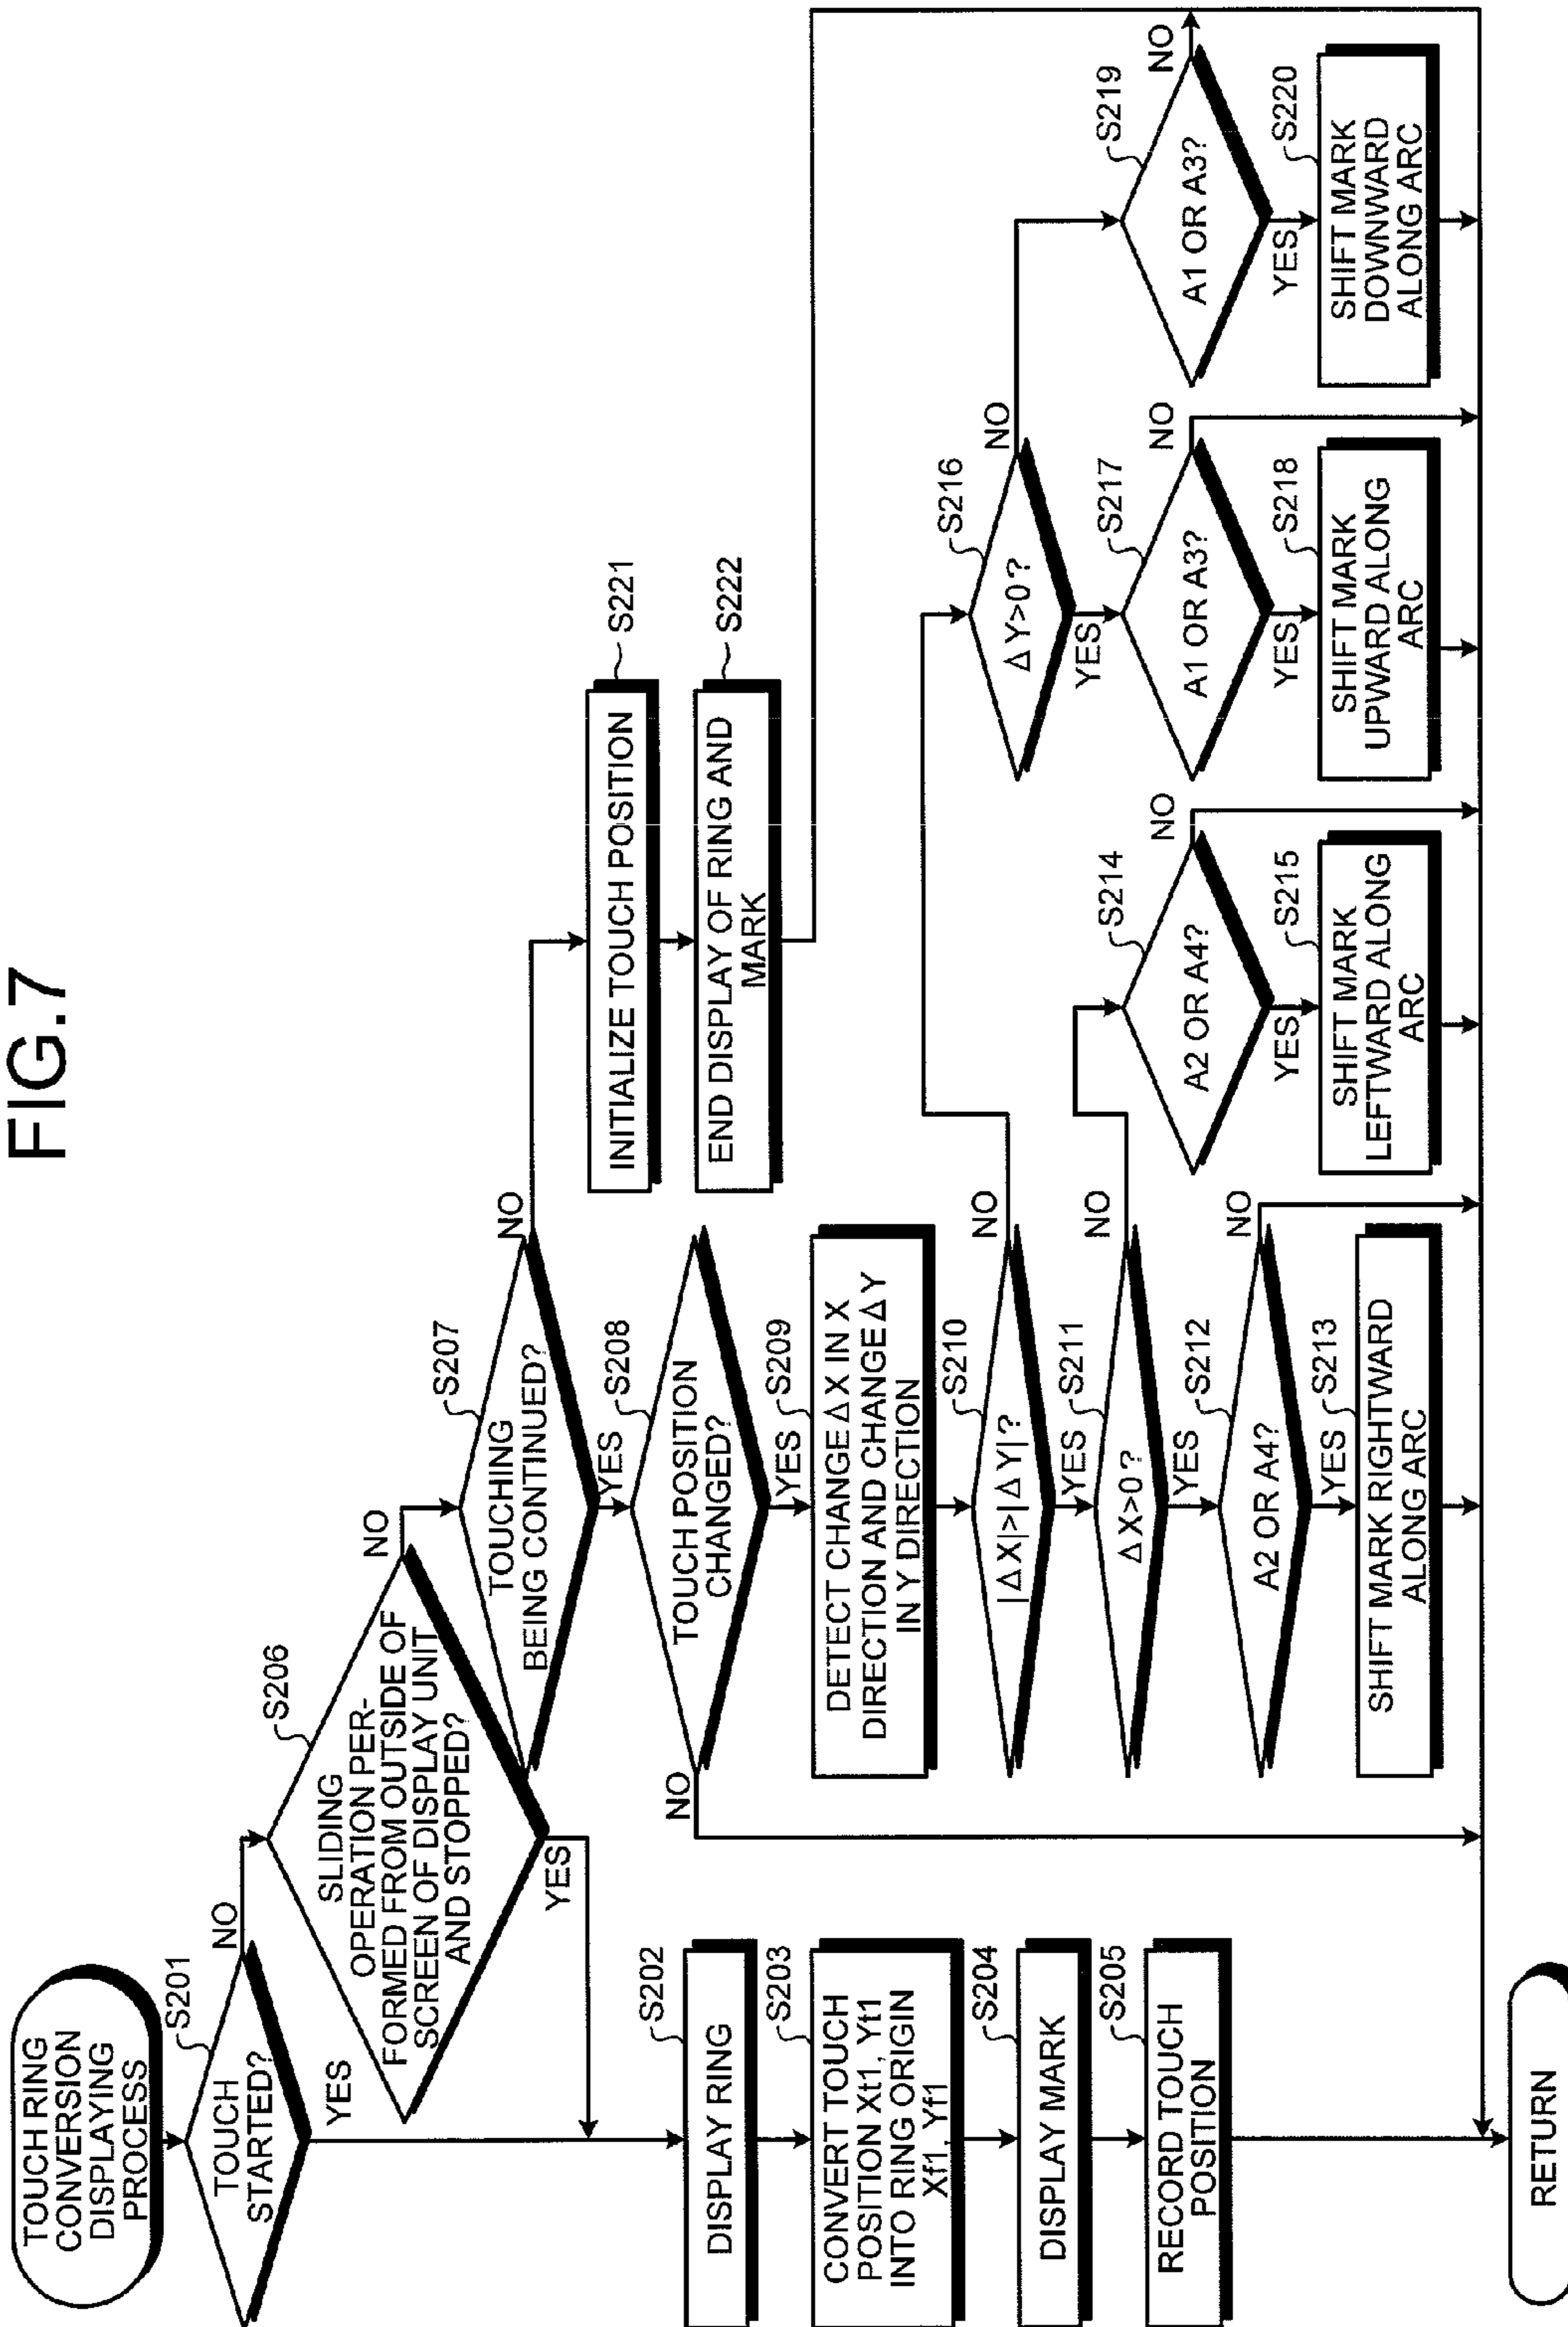 FIG.7
TOUCH RING
CONVERSION
DISPLAYING
PROCESS
S201
TOUCH
STARTED?
NO
YES
S206
SLIDING
OPERATION PER-
FORMED FROM OUTSIDE OF
SCREEN OF DISPLAY UNIT
AND STOPPED?
NO
YES
S202
DISPLAY RING
S203
CONVERT TOUCH
POSITION Xt1, Yt1
INTO RING ORIGIN
Xf1, Yf1
S204
DISPLAY MARK
S205
RECORD TOUCH
POSITION
S207
TOUCHING
BEING CONTINUED?
NO
YES
S208
TOUCH POSITION
CHANGED?
NO
YES
S209
DETECT CHANGE ΔX IN X
DIRECTION AND CHANGE ΔY
IN Y DIRECTION
S210
|ΔX|>|ΔY|?
NO
YES
S211
ΔX>0?
NO
YES
S212
A2 OR A4?
NO
YES
S213
SHIFT MARK RIGHTWARD
ALONG ARC
S214
A2 OR A4?
NO
YES
S215
SHIFT MARK
LEFTWARD ALONG
ARC
S216
ΔY>0?
NO
YES
S217
A1 OR A3?
NO
YES
S218
SHIFT MARK
UPWARD ALONG
ARC
S219
A1 OR A3?
NO
YES
S220
SHIFT MARK
DOWNWARD
ALONG ARC
S221
INITIALIZE TOUCH POSITION
S222
END DISPLAY OF RING AND
MARK
RETURN